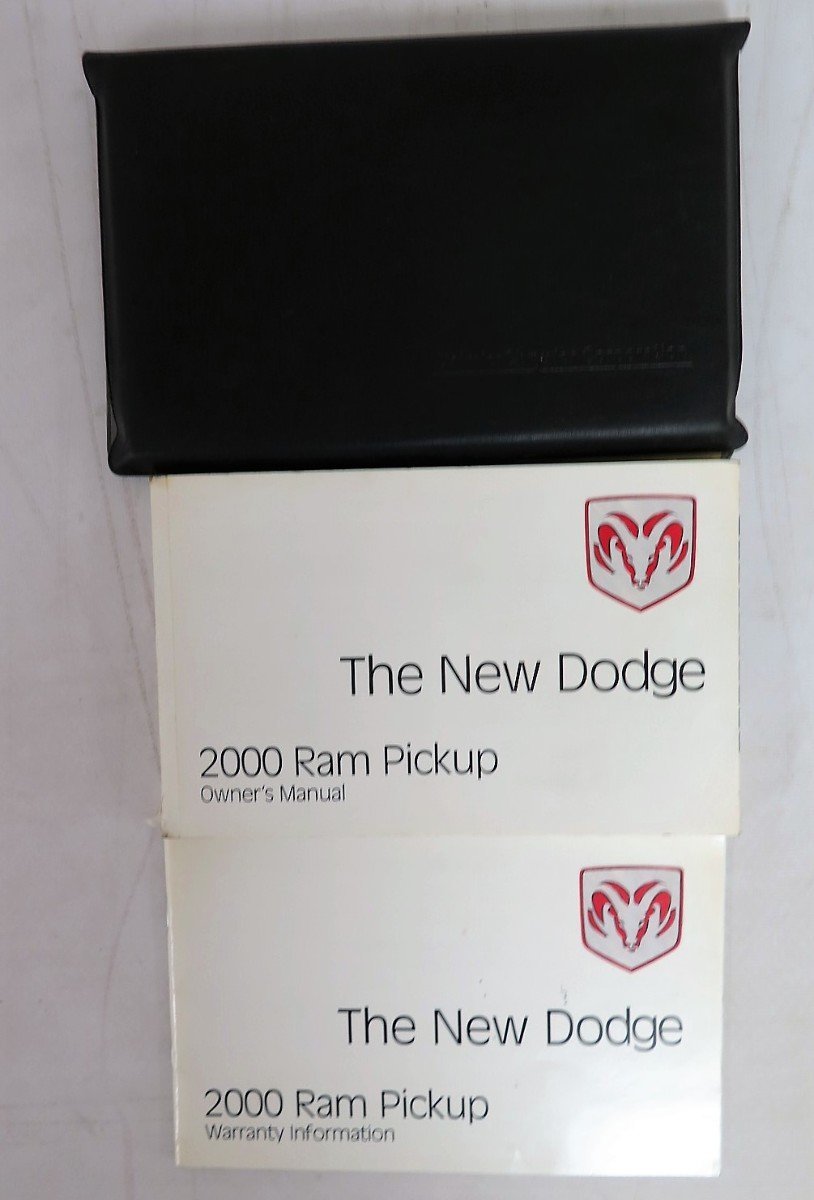 The New Dodge
2000 Ram Pickup
Owner's Manual
The New Dodge
2000 Ram Pickup
Warranty Information